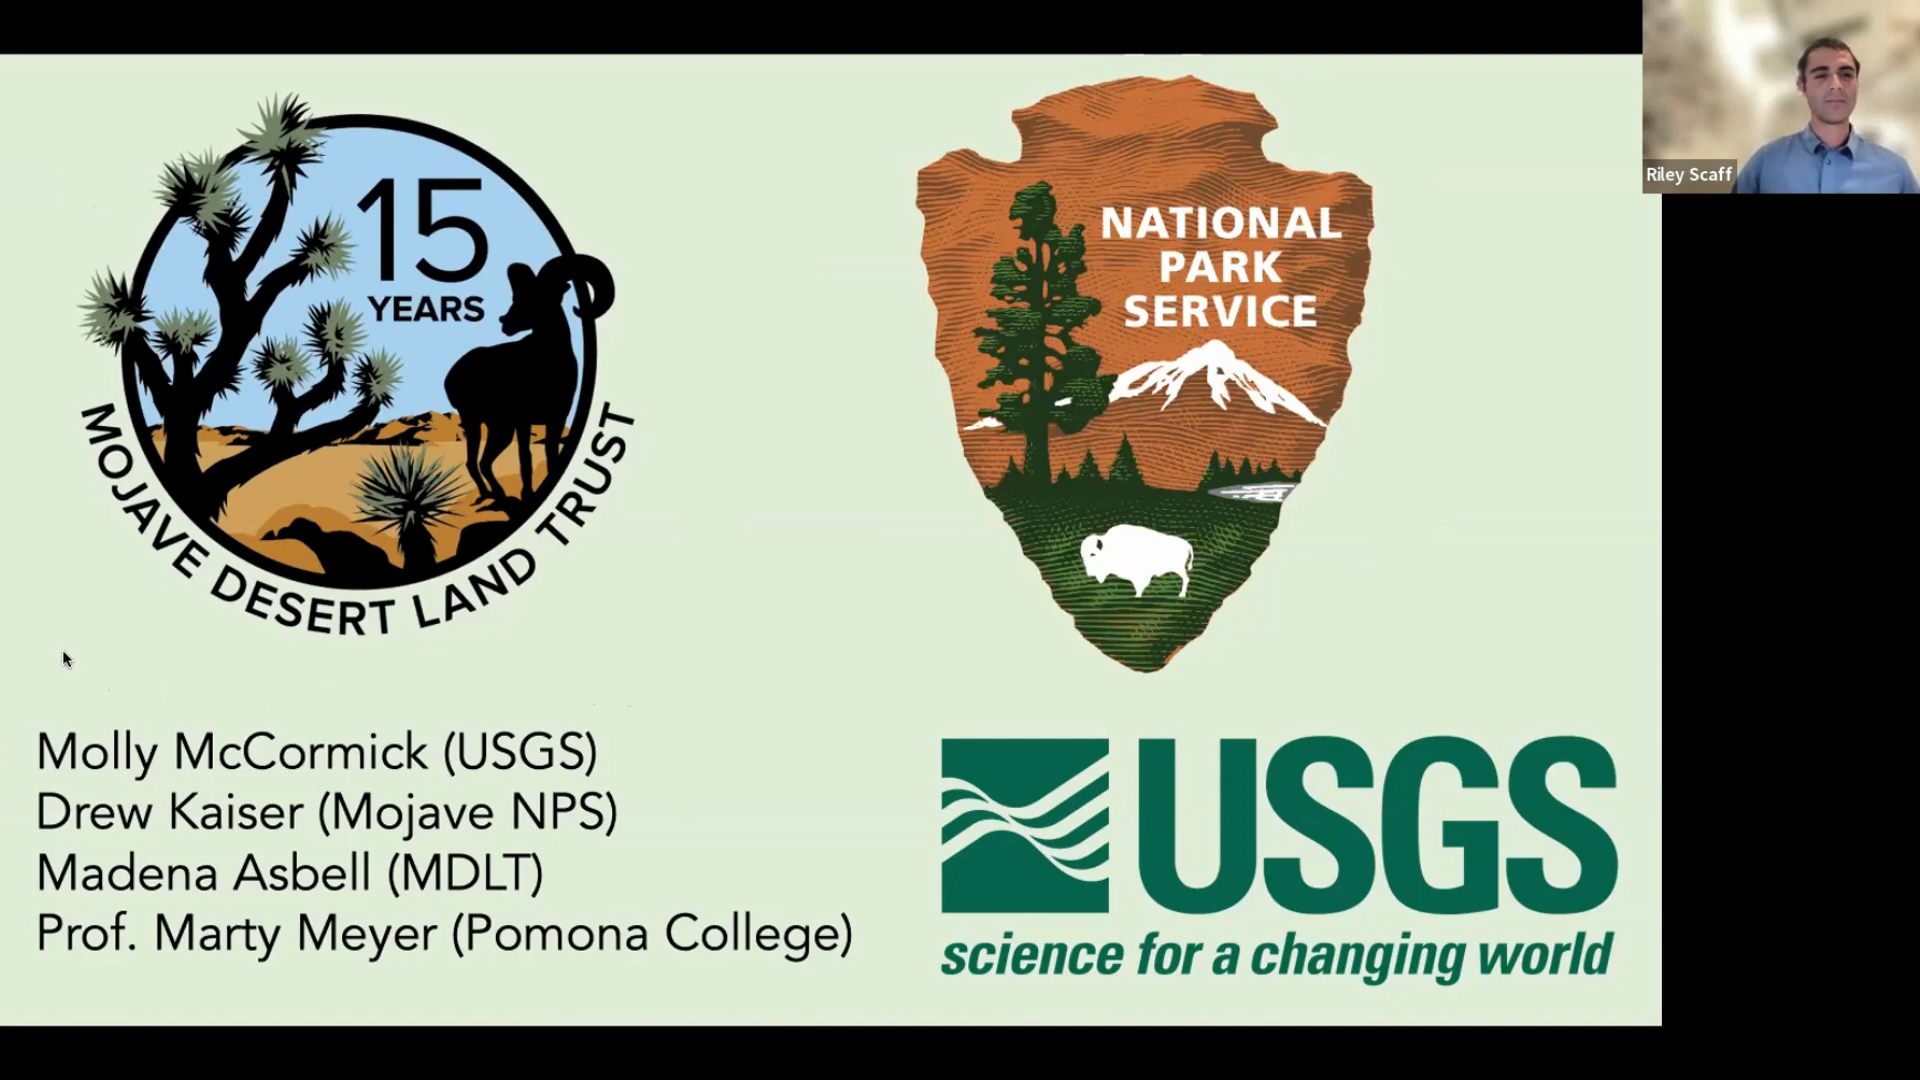 15
YEARS
MOJAVE DESERT LAND TRUST
NATIONAL
PARK
SERVICE
Riley Scaff
Molly McCormick (USGS)
Drew Kaiser (Mojave NPS)
Madena Asbell (MDLT)
Prof. Marty Meyer (Pomona College)
USGS
science for a changing world